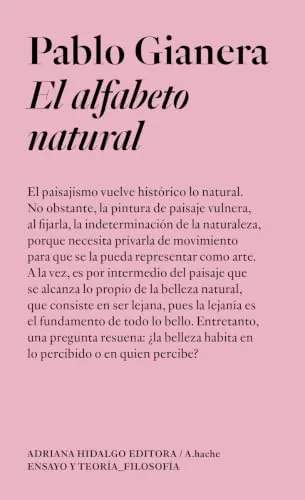 Pablo Gianera
El alfabeto
natural
El paisajismo vuelve histórico lo natural.
No obstante, la pintura de paisaje vulnera,
al fijarla, la indeterminación de la naturaleza,
porque necesita privarla de movimiento
para que se la pueda representar como arte.
A la vez, es por intermedio del paisaje que
se alcanza lo propio de la belleza natural,
que consiste en ser lejana, pues la lejanía es
el fundamento de todo lo bello. Entretanto,
una pregunta resuena: ¿la belleza habita en
lo percibido o en quien percibe?
ADRIANA HIDALGO EDITORA / A.hache
ENSAYO Y TEORÍA_FILOSOFÍA